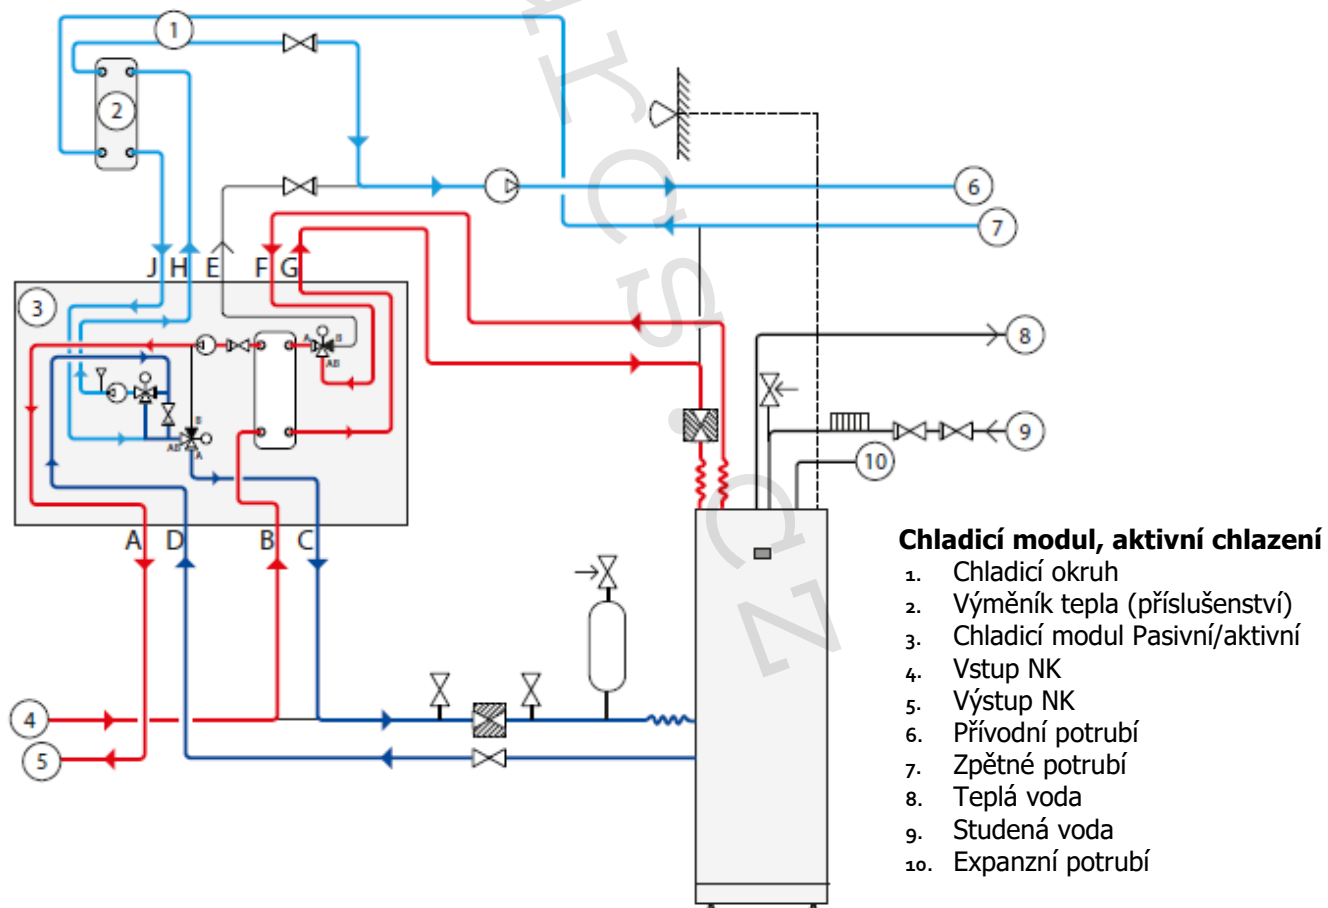 1
2
6
7
J H E F G
3
A B
AB
8
B
AB A
9
10
A D B C
4
5
Chladicí modul, aktivní chlazení
1. Chladicí okruh
2. Výměník tepla (příslušenství)
3. Chladicí modul Pasivní/aktivní
4. Vstup NK
5. Výstup NK
6. Přívodní potrubí
7. Zpětné potrubí
8. Teplá voda
9. Studená voda
10. Expanzní potrubí